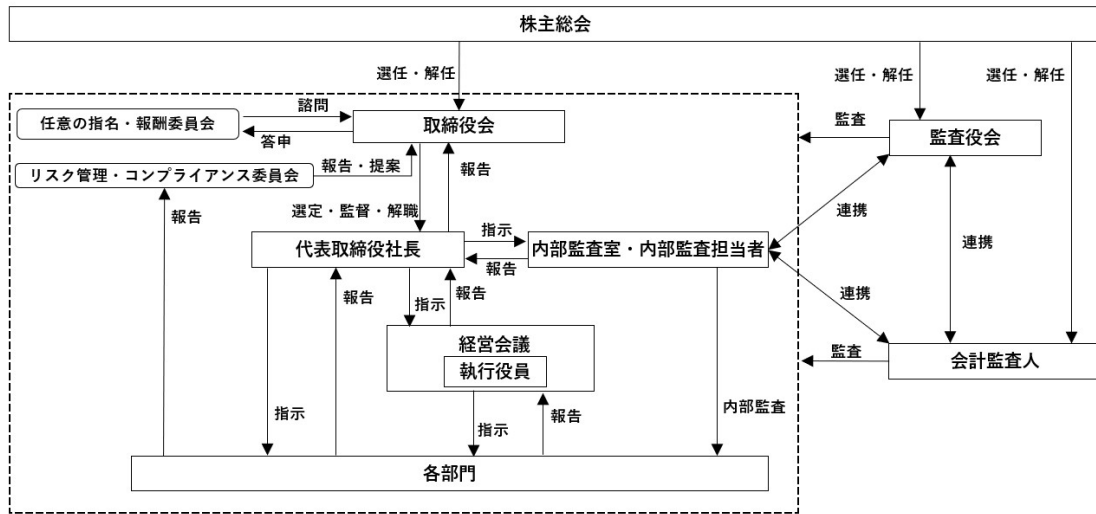 株主総会
選任・解任
選任・解任
選任・解任
任意の指名・報酬委員会
諮問
答申
取締役会
監査
監査役会
リスク管理・コンプライアンス委員会
報告・提案
報告
報告
選定・監督・解職
連携
連携
代表取締役社長
指示
報告
内部監査室・内部監査担当者
報告
指示
報告
連携
経営会議
執行役員
監査
会計監査人
指示
指示
報告
内部監査
各部門